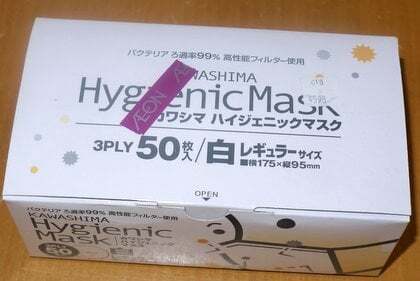 バクテリア ろ過率99% 高性能フィルター使用
KAWASHIMA
Hygienic Mask
カワシマ ハイジェニックマスク
ÆON
3PLY 50枚入/白 レギュラーサイズ
■横175×縦95mm
OPEN
バクテリア ろ過率99% 高性能フィルター使用
KAWASHIMA
Hygienic
Mask